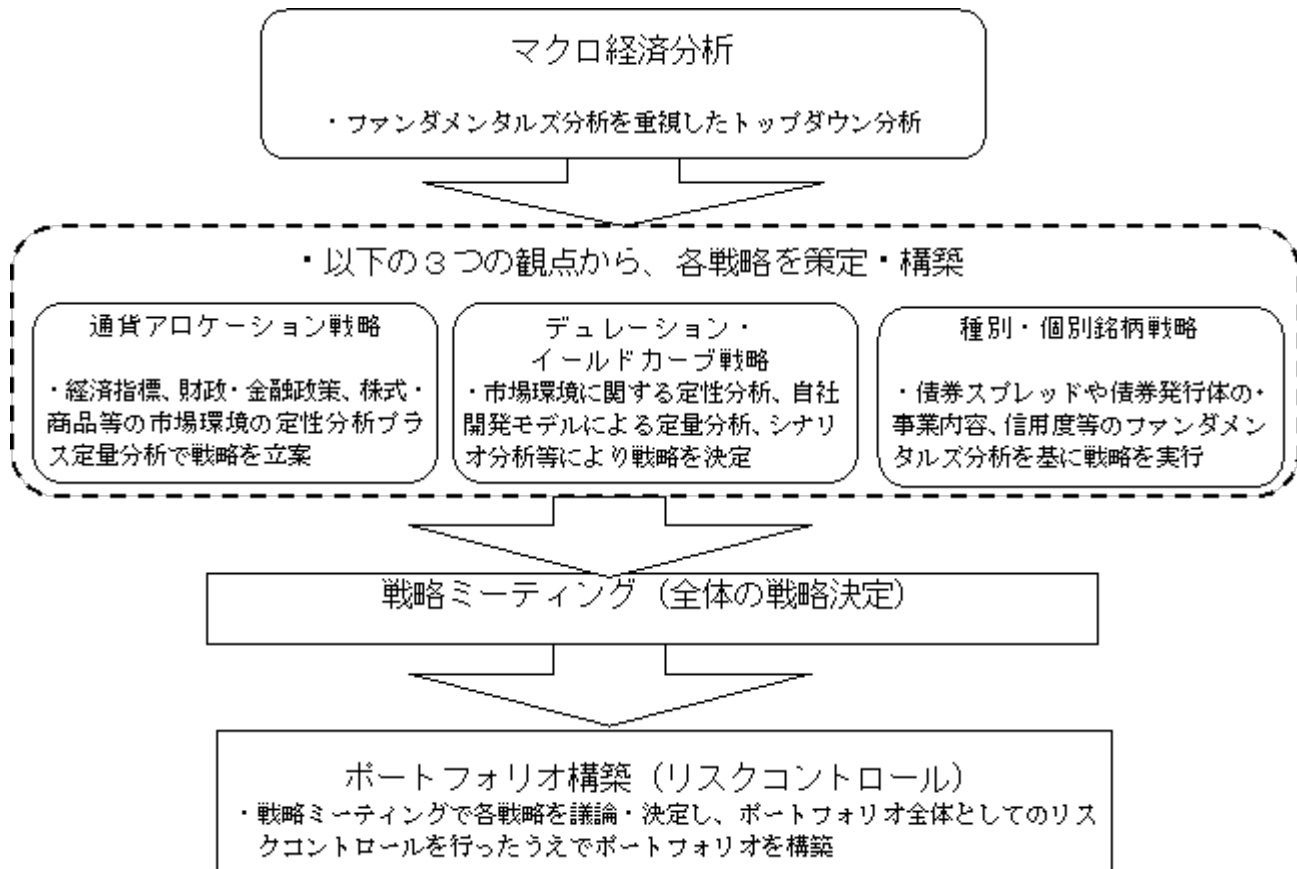 マクロ経済分析
・ファンダメンタルズ分析を重視したトップダウン分析
・以下の３つの観点から、各戦略を策定・構築
通貨アロケーション戦略
・経済指標、財政・金融政策、株式・
商品等の市場環境の定性分析プラ
ス定量分析で戦略を立案
デュレーション・
イールドカーブ戦略
・市場環境に関する定性分析、自社
開発モデルによる定量分析、シナリ
オ分析等により戦略を決定
種別・個別銘柄戦略
・債券スプレッドや債券発行体の・
事業内容、信用度等のファンダメン
タルズ分析を基に戦略を実行
戦略ミーティング（全体の戦略決定）
ポートフォリオ構築（リスクコントロール）
・戦略ミーティングで各戦略を議論・決定し、ポートフォリオ全体としてのリス
クコントロールを行ったうえでポートフォリオを構築